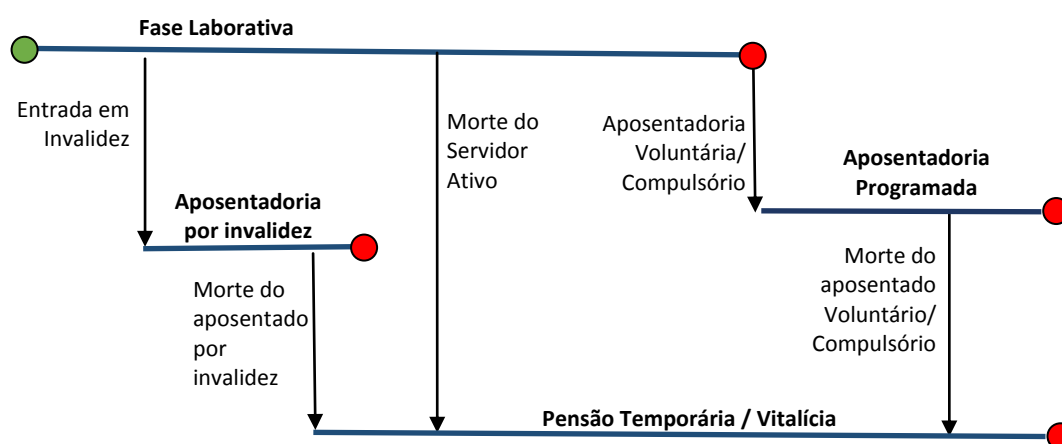 Fase Laborativa
Entrada em
Invalidez
Morte do
Servidor
Ativo
Aposentadoria
Voluntária/
Compulsório
Aposentadoria
Programada
Aposentadoria
por invalidez
Morte do
aposentado
por
invalidez
Morte do
aposentado
Voluntário/
Compulsório
Pensão Temporária / Vitalícia